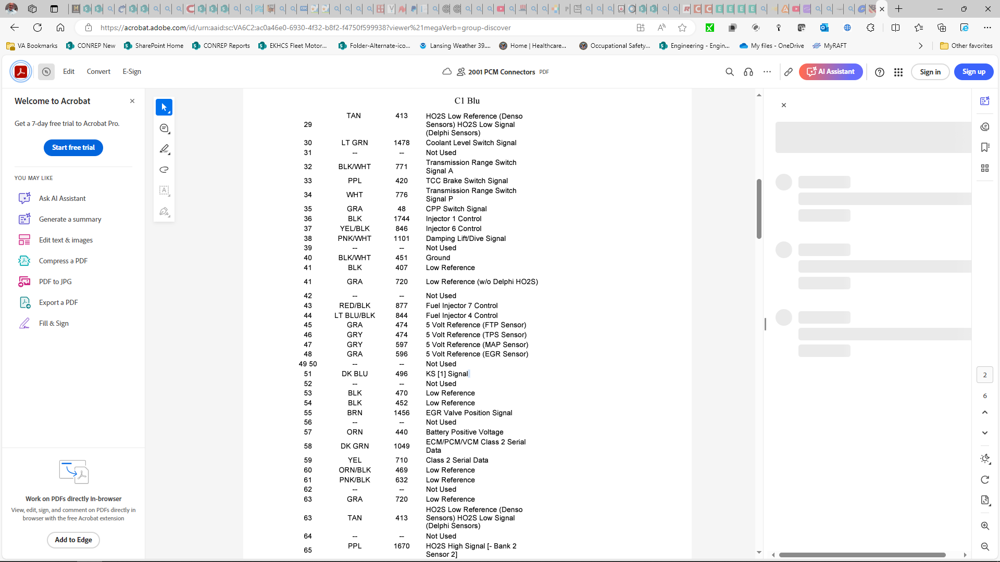 https://acrobat.adobe.com/id/urn:aaid:sc:VA6C2:ac0a46e0-6930-4f32-b8f2-f4750f599938?viewer%21megaVerb=group-discover
VA Bookmarks CONREP New SharePoint Home CONREP Reports EKHCS Fleet Motor... Folder-Alternate-ico... Lansing Weather 39.... Home | Healthcare... Occupational Safety... Engineering - Engin... My files - OneDrive MyRAFT Other favorites
Edit Convert E-Sign 2001 PCM Connectors PDF AI Assistant Sign in Sign up
Welcome to Acrobat
Get a 7-day free trial to Acrobat Pro.
Start free trial
YOU MAY LIKE
Ask AI Assistant
Generate a summary
Edit text & images
Compress a PDF
PDF to JPG
Export a PDF
Fill & Sign
Work on PDFs directly in-browser
View, edit, sign, and comment on PDFs directly in
browser with the free Acrobat extension
Add to Edge
C1 Blu
29 TAN 413 HO2S Low Reference (Denso
Sensors) HO2S Low Signal
(Delphi Sensors)
30 LT GRN 1478 Coolant Level Switch Signal
31 -- -- Not Used
32 BLK/WHT 771 Transmission Range Switch
Signal A
33 PPL 420 TCC Brake Switch Signal
34 WHT 776 Transmission Range Switch
Signal P
35 GRA 48 CPP Switch Signal
36 BLK 1744 Injector 1 Control
37 YEL/BLK 846 Injector 6 Control
38 PNK/WHT 1101 Damping Lift/Dive Signal
39 -- -- Not Used
40 BLK/WHT 451 Ground
41 BLK 407 Low Reference
41 GRA 720 Low Reference (w/o Delphi HO2S)
42 -- -- Not Used
43 RED/BLK 877 Fuel Injector 7 Control
44 LT BLU/BLK 844 Fuel Injector 4 Control
45 GRA 474 5 Volt Reference (FTP Sensor)
46 GRY 474 5 Volt Reference (TPS Sensor)
47 GRY 597 5 Volt Reference (MAP Sensor)
48 GRA 596 5 Volt Reference (EGR Sensor)
49 50 -- -- Not Used
51 DK BLU 496 KS [1] Signal
52 -- -- Not Used
53 BLK 470 Low Reference
54 BLK 452 Low Reference
55 BRN 1456 EGR Valve Position Signal
56 -- -- Not Used
57 ORN 440 Battery Positive Voltage
58 DK GRN 1049 ECM/PCM/VCM Class 2 Serial
Data
59 YEL 710 Class 2 Serial Data
60 ORN/BLK 469 Low Reference
61 PNK/BLK 632 Low Reference
62 -- -- Not Used
63 GRA 720 Low Reference
63 TAN 413 HO2S Low Reference (Denso
Sensors) HO2S Low Signal
(Delphi Sensors)
64 -- -- Not Used
65 PPL 1670 HO2S High Signal [- Bank 2
Sensor 2]
2
6